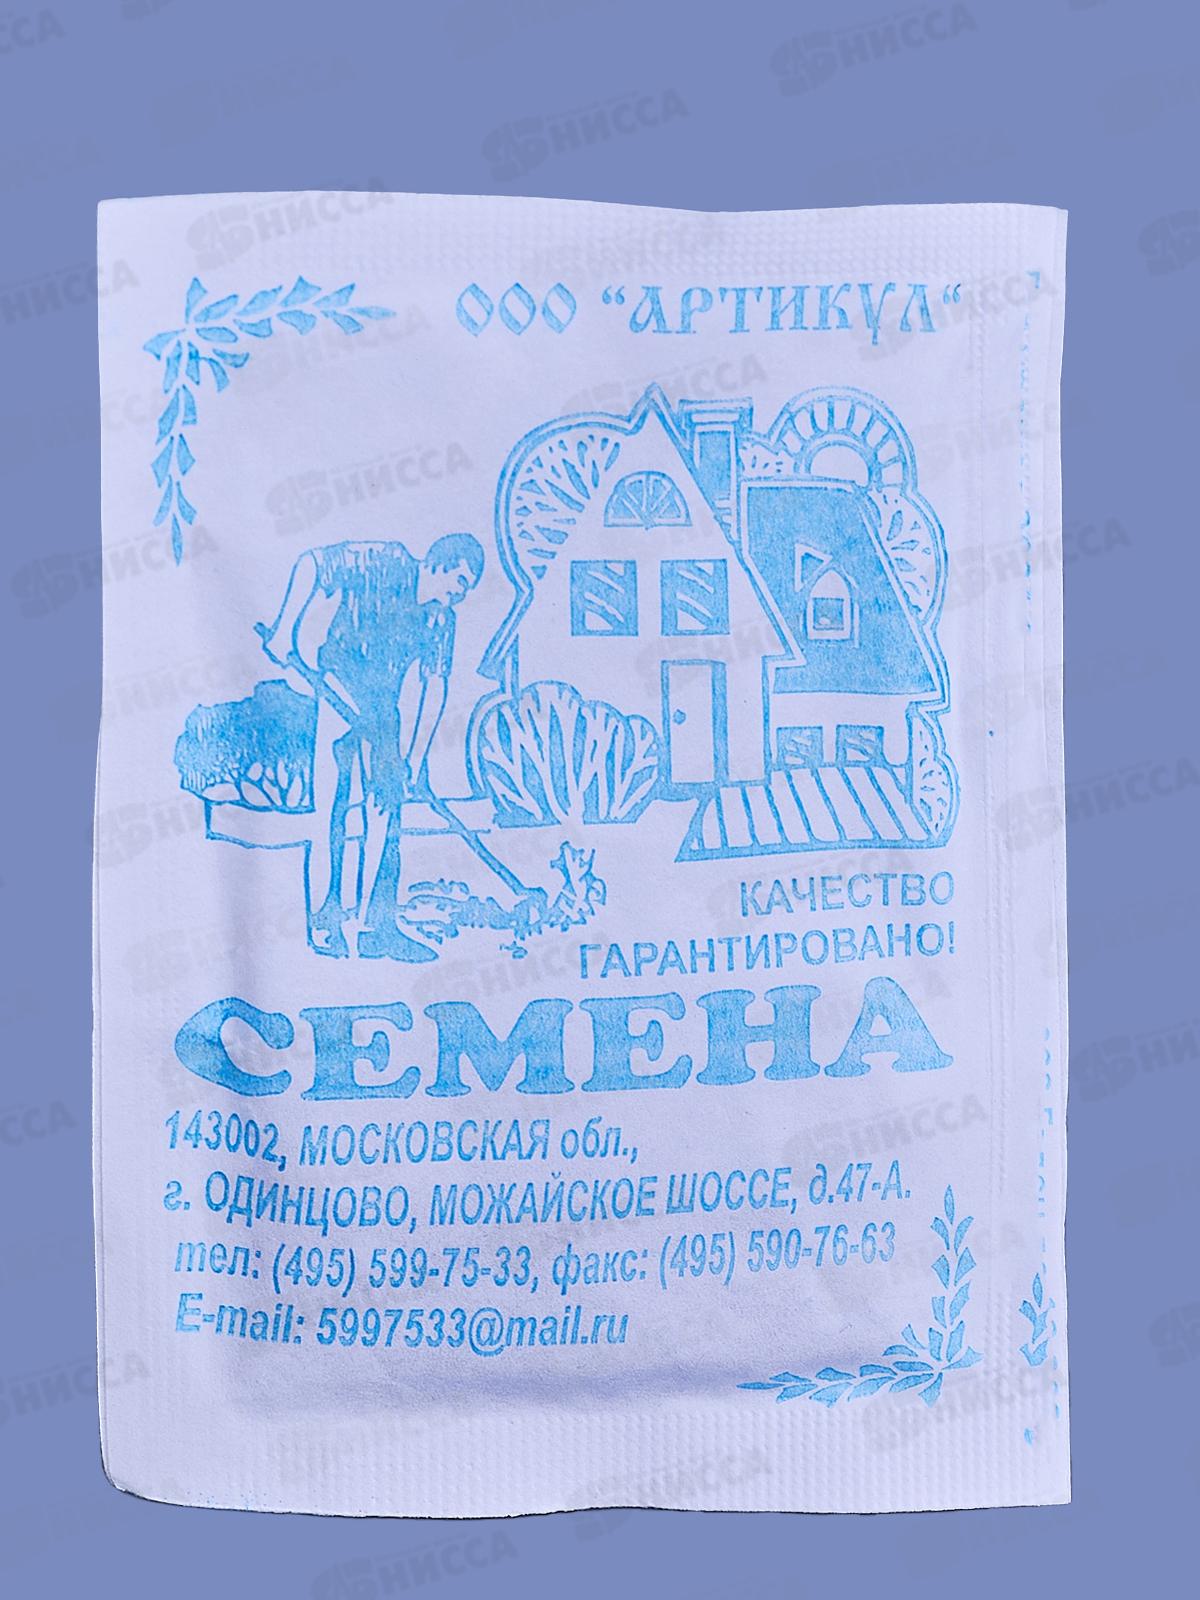 ООО “АРТИКУЛ“
КАЧЕСТВО
ГАРАНТИРОВАНО!
СЕМЕНА
143002, МОСКОВСКАЯ обл.,
г. ОДИНЦОВО, МОЖАЙСКОЕ ШОССЕ, д.47-А.
тел: (495) 599-75-33, факс: (495) 590-76-63
E-mail: 5997533@mail.ru